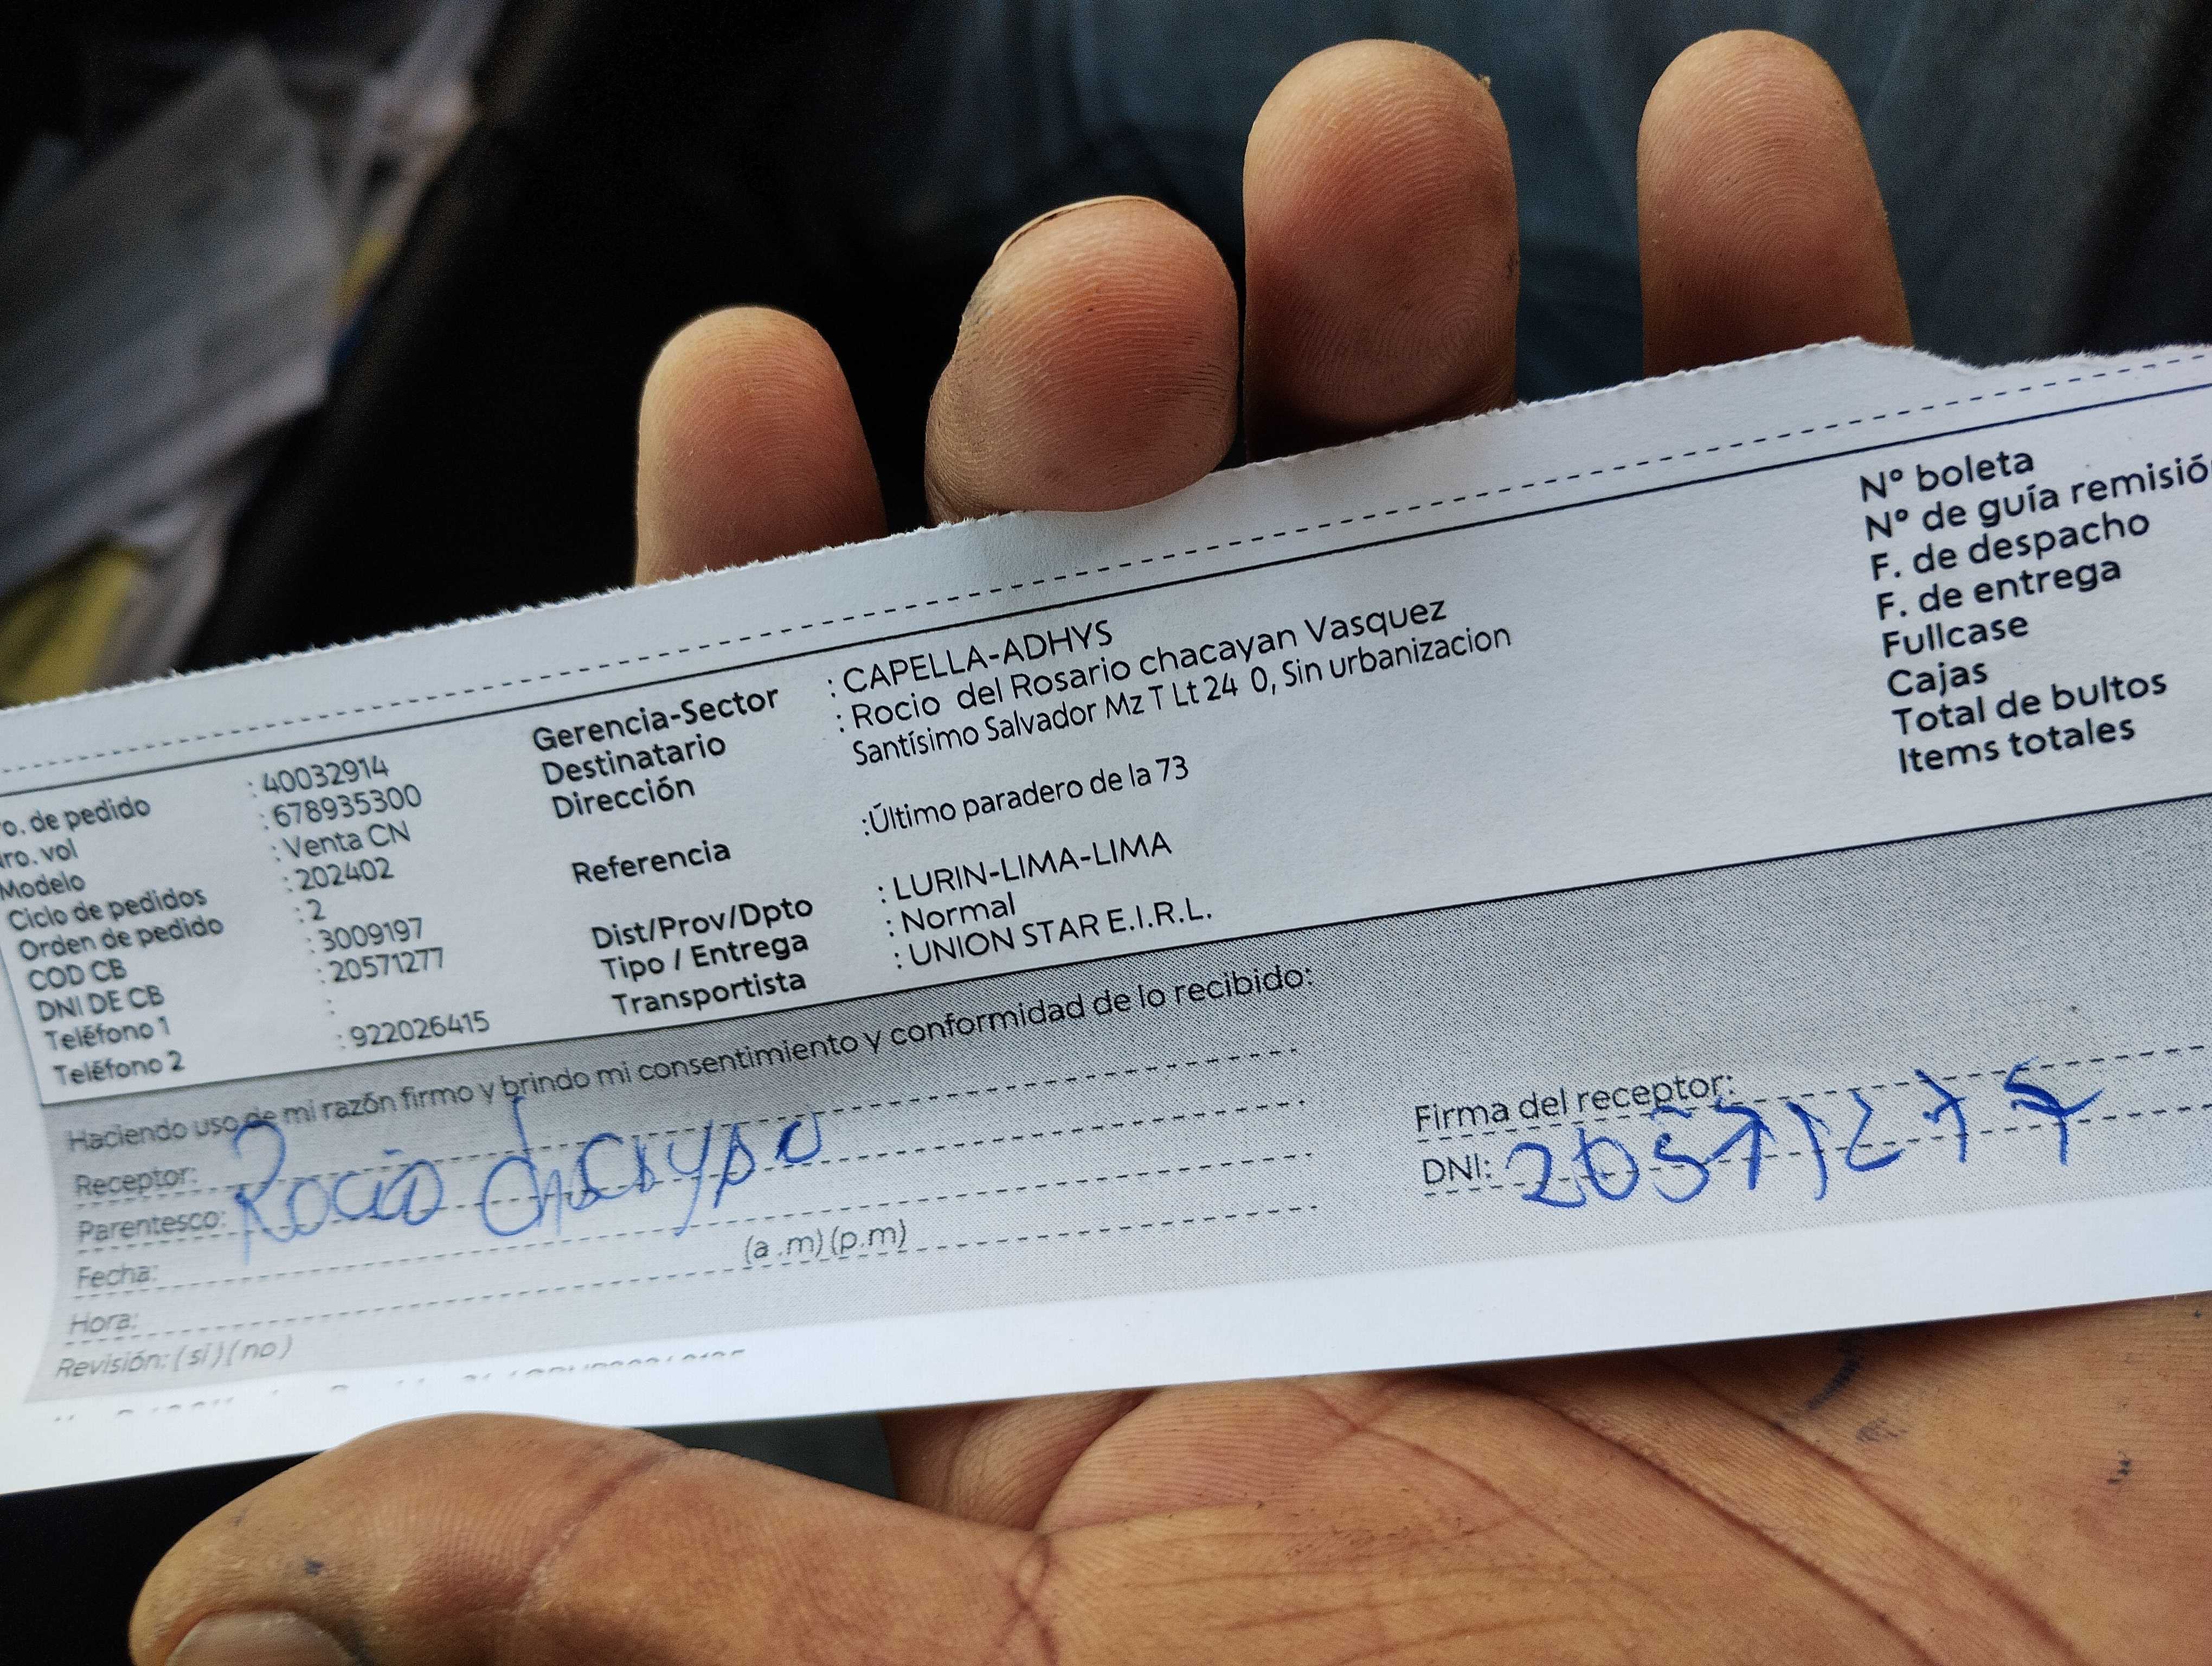 ro. de pedido : 40032914
ro. vol : 678935300
Modelo : Venta CN
Ciclo de pedidos : 202402
Orden de pedido : 2
COD CB : 3009197
DNI DE CB : 20571277
Teléfono 1 :
Teléfono 2 : 922026415
Gerencia-Sector : CAPELLA-ADHYS
Destinatario : Rocio del Rosario chacayan Vasquez
Dirección Santísimo Salvador Mz T Lt 24 0, Sin urbanizacion
Referencia :Último paradero de la 73
Dist/Prov/Dpto : LURIN-LIMA-LIMA
Tipo / Entrega : Normal
Transportista : UNION STAR E.I.R.L.
N° boleta
N° de guía remisió
F. de despacho
F. de entrega
Fullcase
Cajas
Total de bultos
Items totales
Haciendo uso de mi razón firmo y brindo mi consentimiento y conformidad de lo recibido:
Receptor: Rocio
Parentesco:
Fecha:
Hora: (a.m)(p.m)
Revisión: (si)(no)
Firma del receptor:
DNI: 20571277